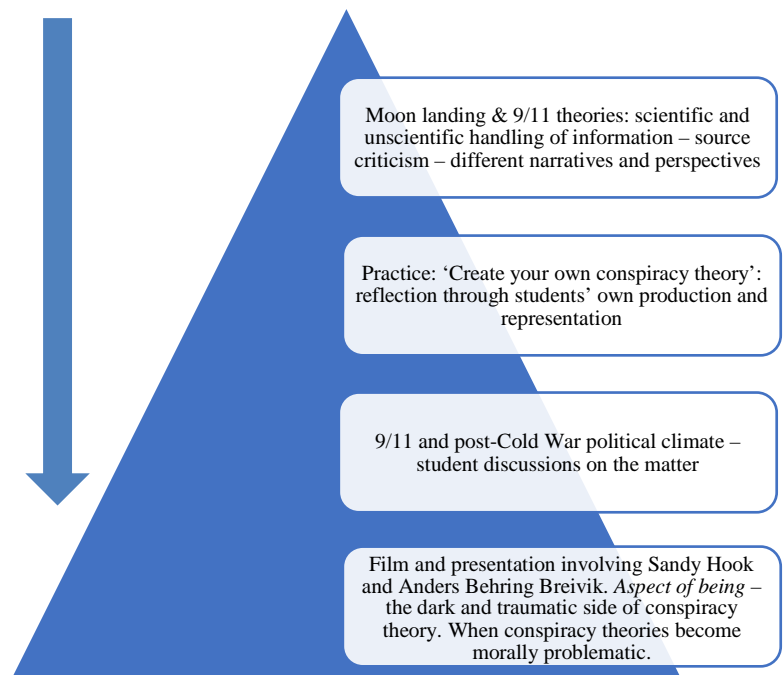 Moon landing & 9/11 theories: scientific and
unscientific handling of information – source
criticism – different narratives and perspectives
Practice: ‘Create your own conspiracy theory’:
reflection through students’ own production and
representation
9/11 and post-Cold War political climate –
student discussions on the matter
Film and presentation involving Sandy Hook
and Anders Behring Breivik. Aspect of being –
the dark and traumatic side of conspiracy
theory. When conspiracy theories become
morally problematic.